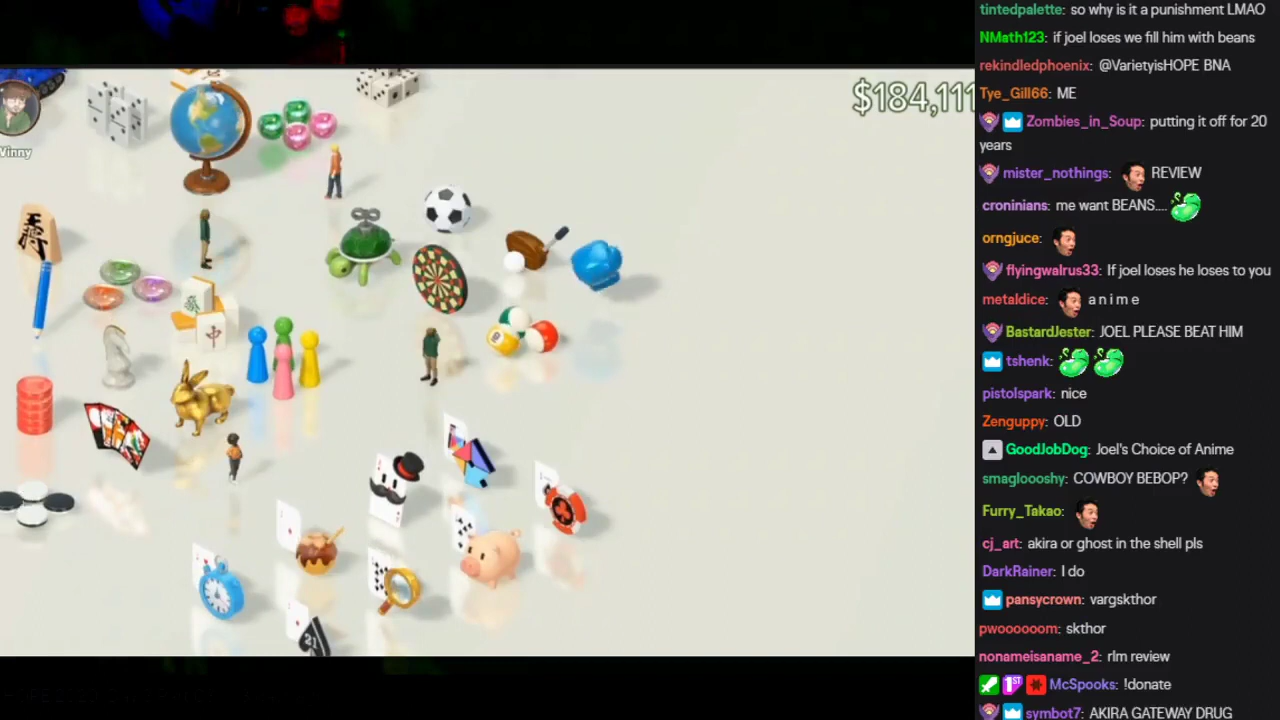 Vinny
$184,111
21
tintedpalette: so why is it a punishment LMAO
NMath123: if joel loses we fill him with beans
rekindledphoenix: @VarietyisHOPE BNA
Tye_Gill66: ME
Zombies_in_Soup: putting it off for 20
years
mister_nothings: REVIEW
croninians: me want BEANS....
orngjuce:
flyingwalrus33: If joel loses he loses to you
metaldice: a n i m e
BastardJester: JOEL PLEASE BEAT HIM
tshenk:
pistolspark: nice
Zenguppy: OLD
GoodJobDog: Joel's Choice of Anime
smagloooshy: COWBOY BEBOP?
Furry_Takao:
cj_art: akira or ghost in the shell pls
DarkRainer: I do
pansycrown: vargskthor
pwoooooom: skthor
nonameisaname_2: rlm review
1ST McSpooks: !donate
symbot7: AKIRA GATEWAY DRUG